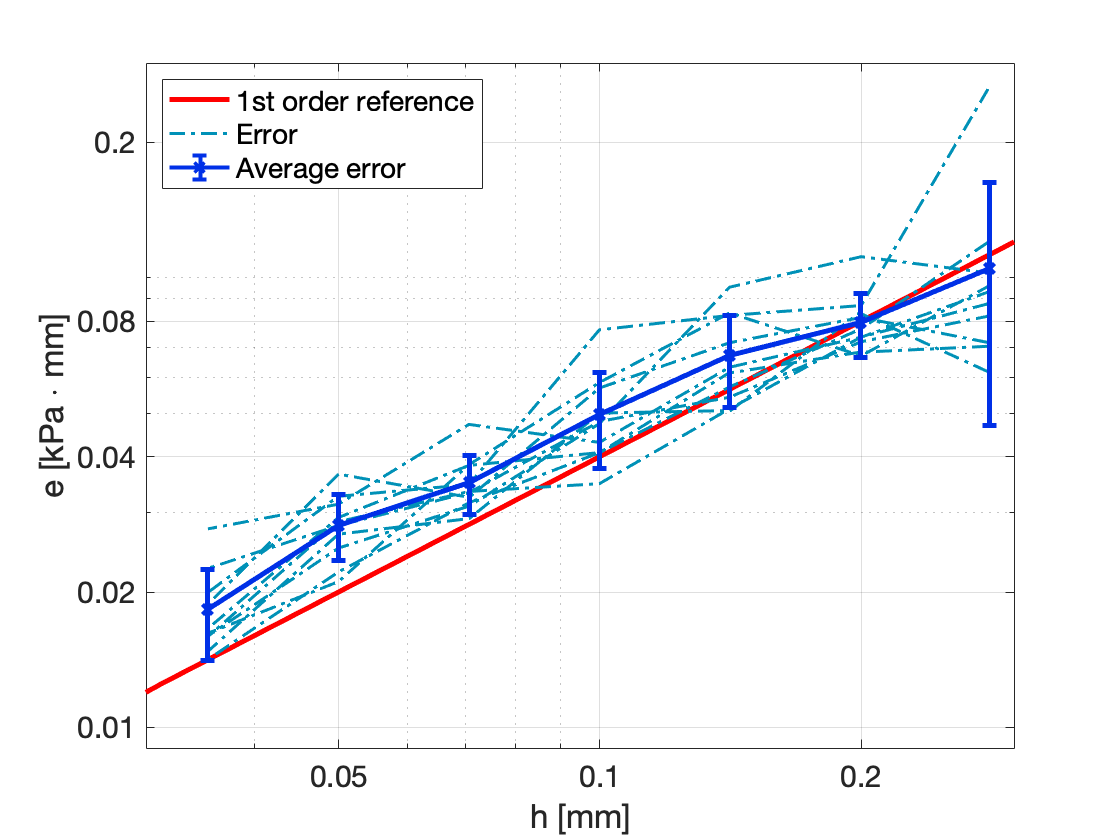 1st order reference
Error
Average error
0.2
0.08
0.04
0.02
0.01
e [kPa · mm]
0.05 0.1 0.2
h [mm]